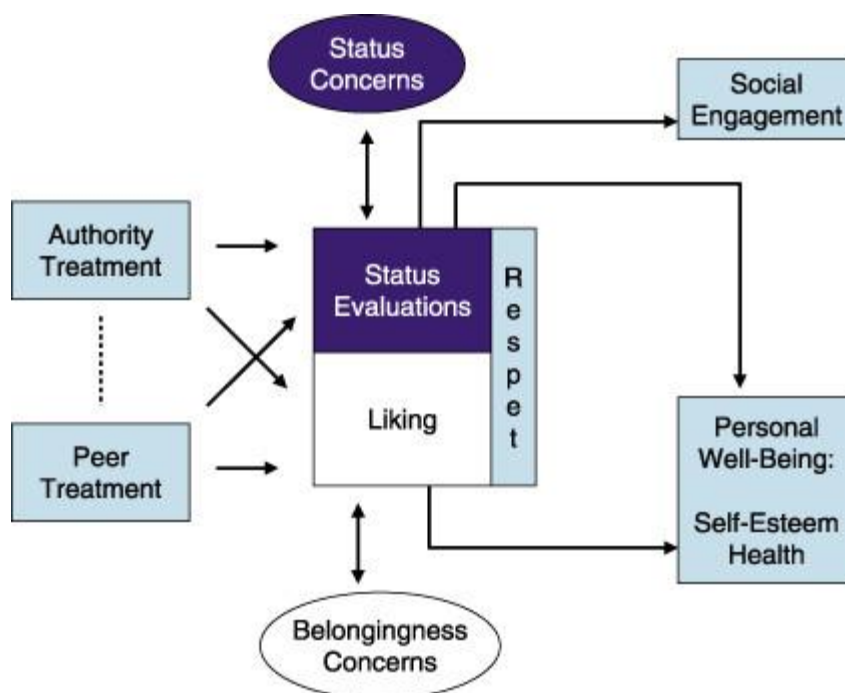 Status
Concerns
Social
Engagement
Authority
Treatment
Status
Evaluations
Respet
Liking
Peer
Treatment
Personal
Well-Being:
Self-Esteem
Health
Belongingness
Concerns